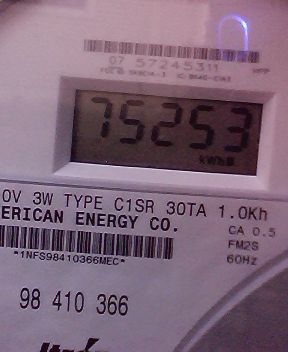 07 57245311
75253
kWh
0V 3W TYPE C1SR 30TA 1.0Kh
ERICAN ENERGY CO.
CA 0.5
FM2S
60Hz
*1NFS98410366MEC*
98 410 366